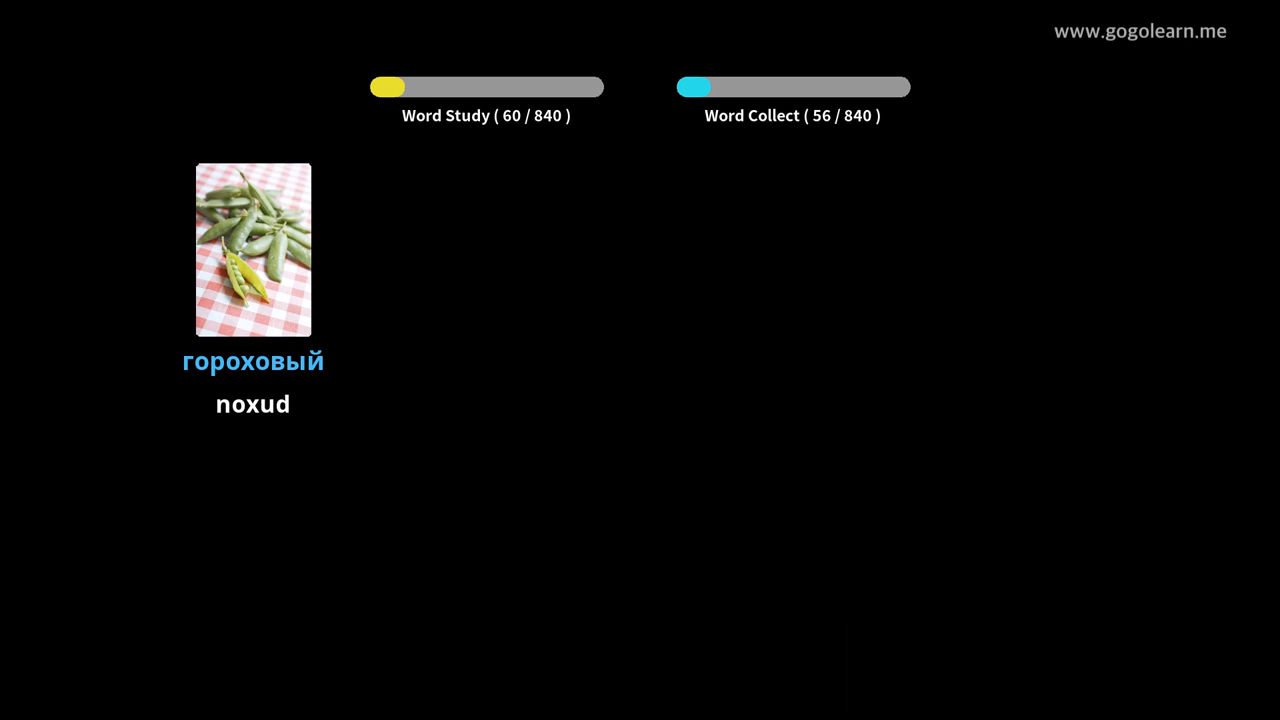 www.gogolearn.me
Word Study ( 60 / 840 )
Word Collect ( 56 / 840 )
гороховый
noxud